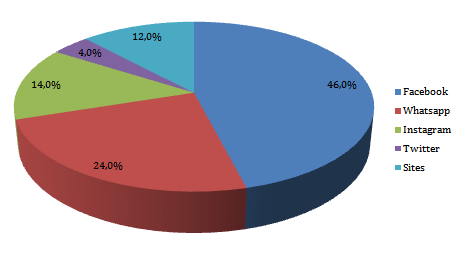 12,0%
4,0%
14,0%
46,0%
24,0%
Facebook
Whatsapp
Instagram
Twitter
Sites